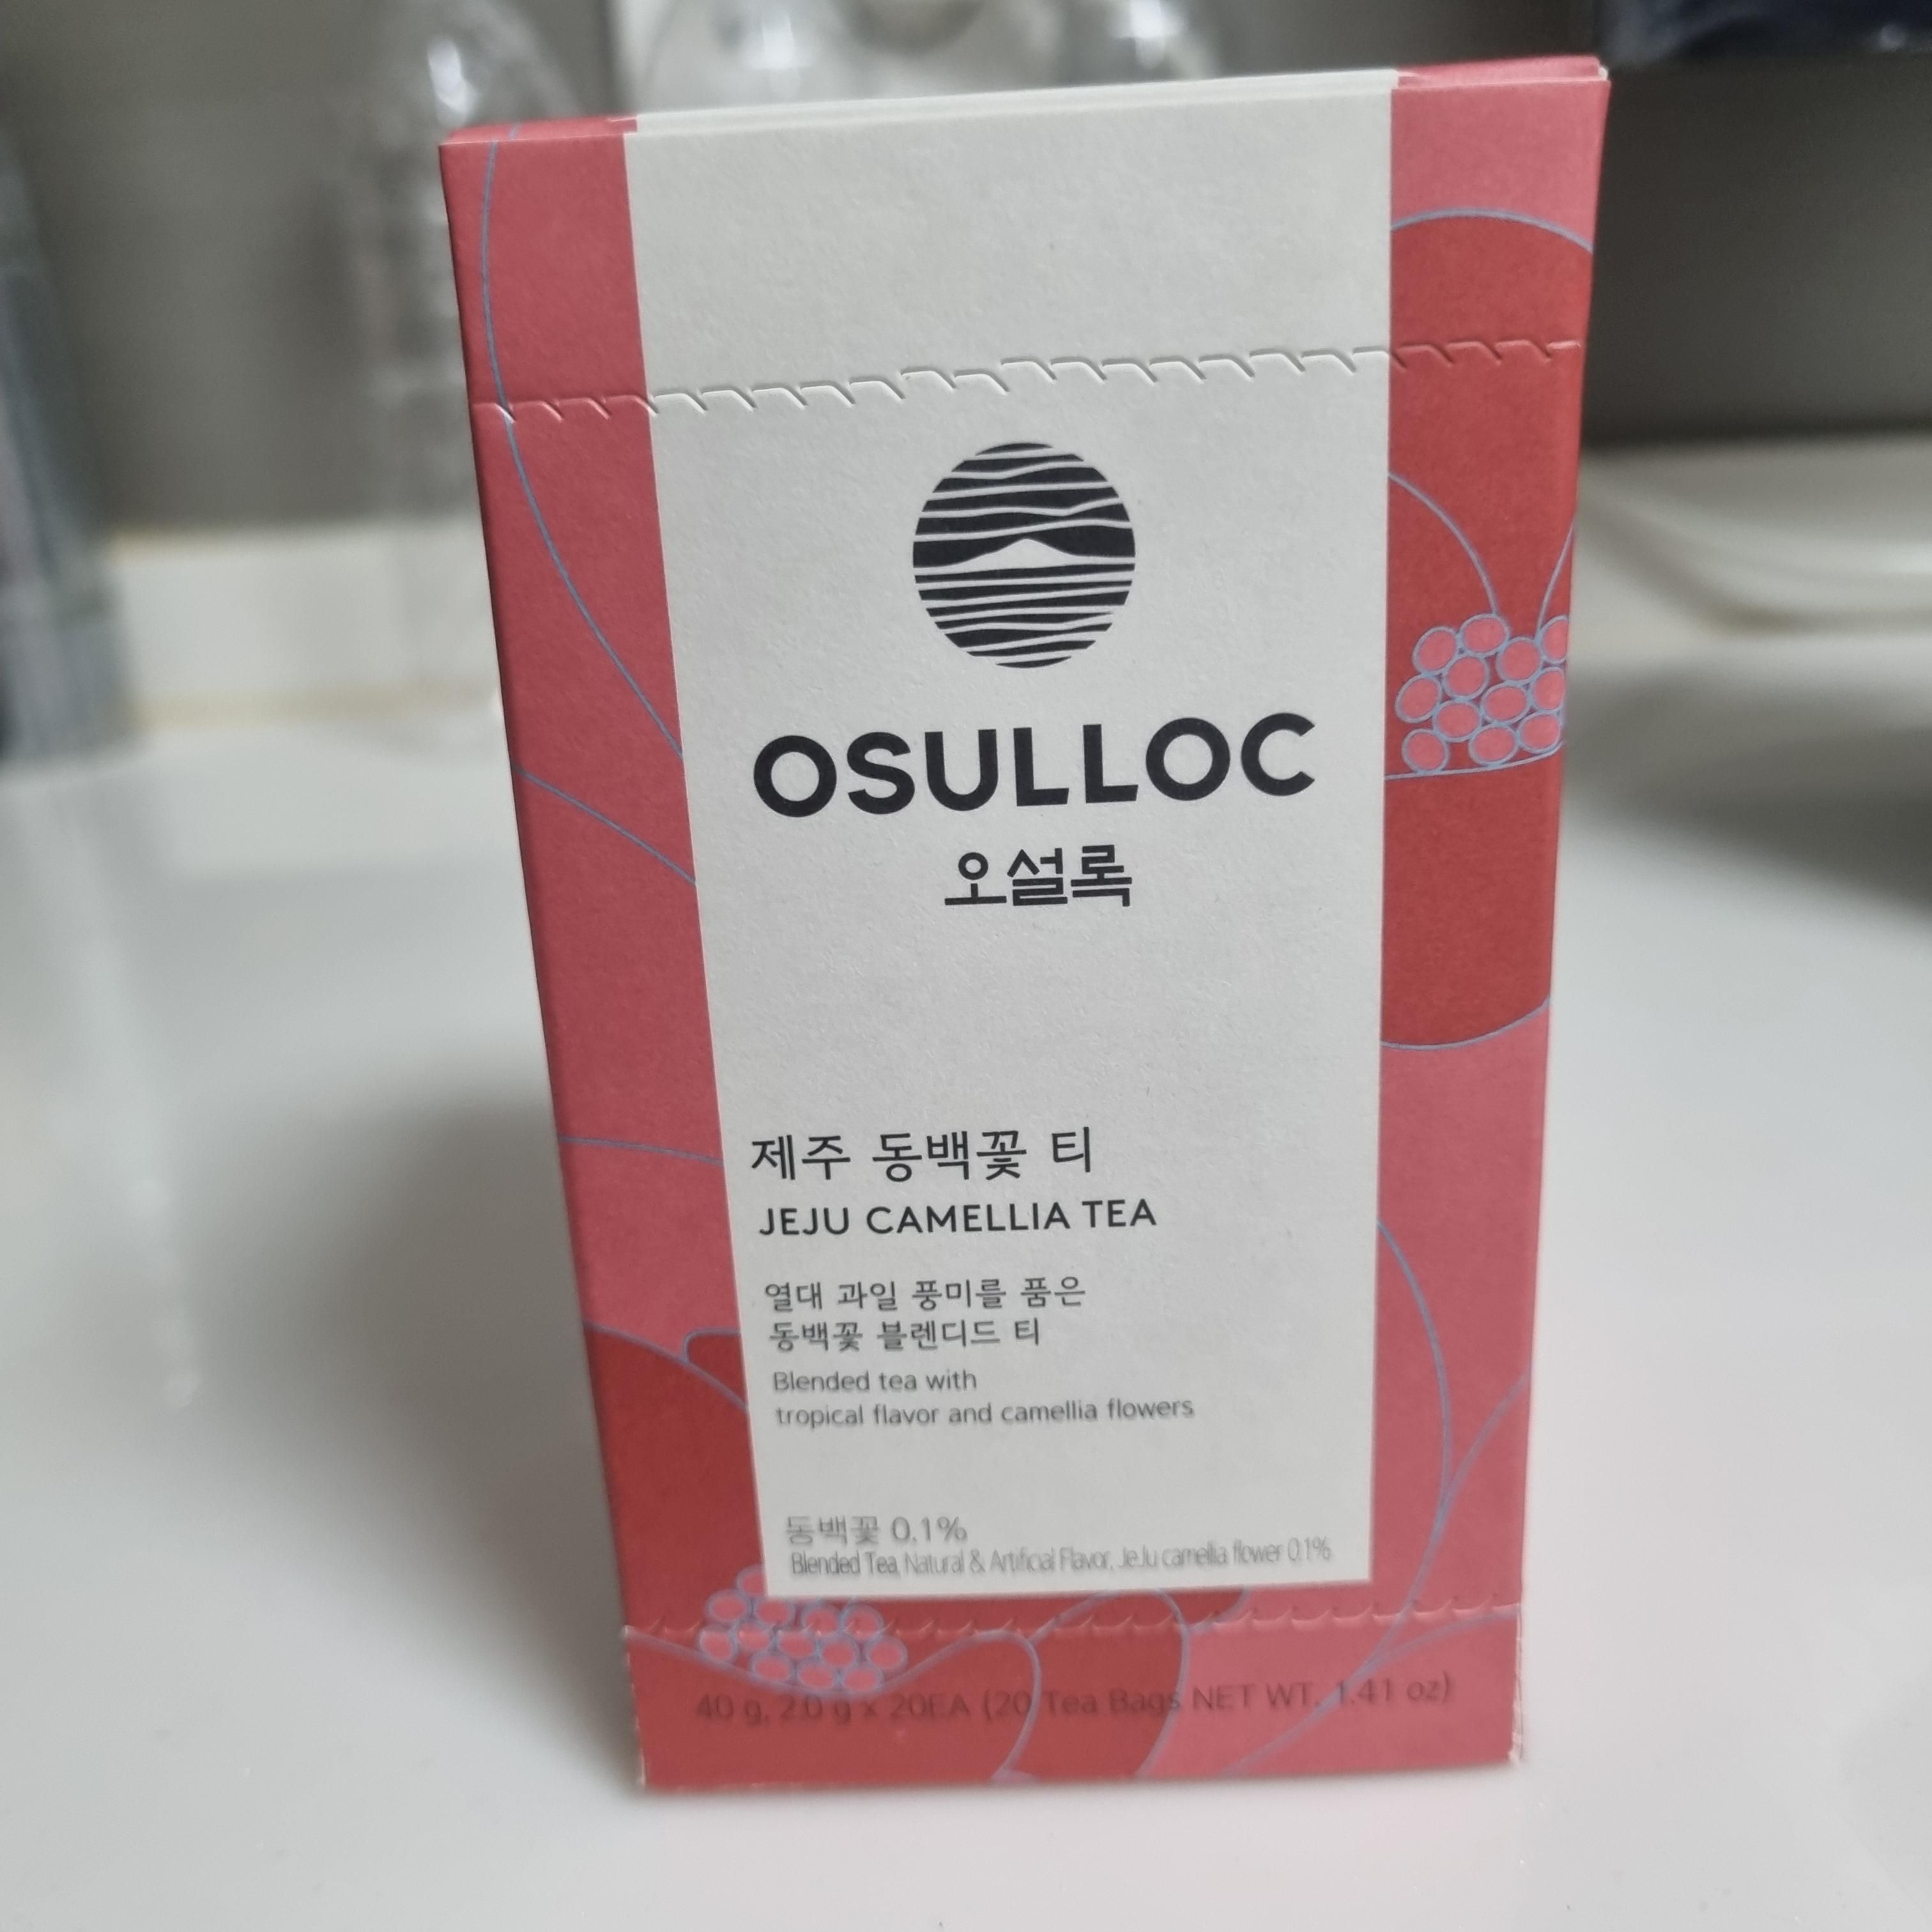 OSULLOC
오설록
제주 동백꽃 티
JEJU CAMELLIA TEA
열대 과일 풍미를 품은
동백꽃 블렌디드 티
Blended tea with
tropical flavor and camellia flowers
동백꽃 0.1%
Blended Tea, Natural & Artificial Flavor, JeJu camellia flower 0.1%
40 g, 2.0 g x 20EA (20 Tea Bags NET WT. 1.41 oz)